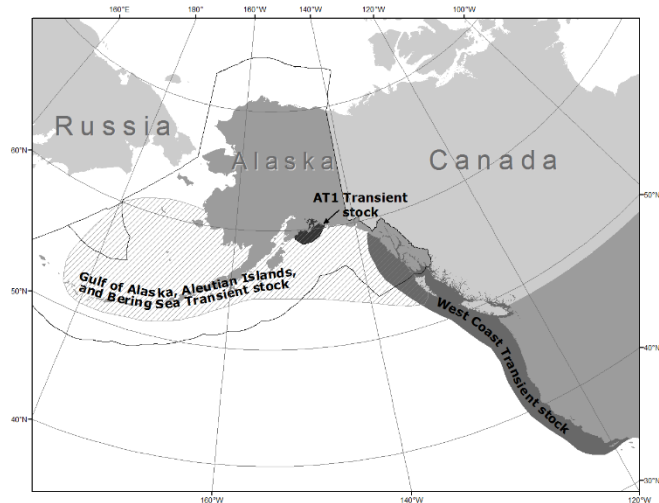 160°E
180°
160°W
140°W
120°W
100°W
Russia
Alaska
Canada
60°N
50°N
40°N
AT1 Transient
stock
Gulf of Alaska, Aleutian Islands,
and Bering Sea Transient stock
West Coast Transient stock
50°N
40°N
30°N
160°W
140°W
120°W